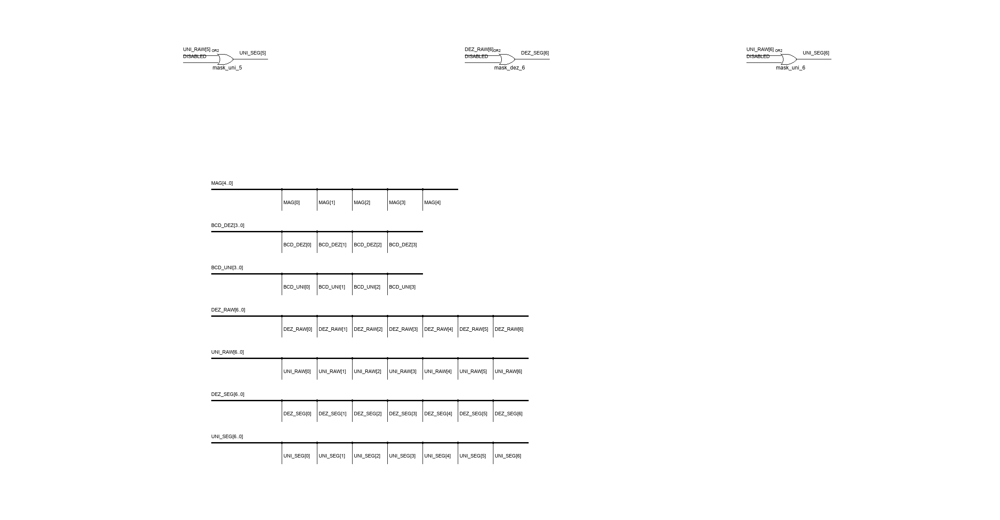 UNI_RAW[5] OR2 UNI_SEG[5]
DISABLED
mask_uni_5
DEZ_RAW[6] OR2 DEZ_SEG[6]
DISABLED
mask_dez_6
UNI_RAW[6] OR2 UNI_SEG[6]
DISABLED
mask_uni_6
MAG[4..0]
MAG[0] MAG[1] MAG[2] MAG[3] MAG[4]
BCD_DEZ[3..0]
BCD_DEZ[0] BCD_DEZ[1] BCD_DEZ[2] BCD_DEZ[3]
BCD_UNI[3..0]
BCD_UNI[0] BCD_UNI[1] BCD_UNI[2] BCD_UNI[3]
DEZ_RAW[6..0]
DEZ_RAW[0] DEZ_RAW[1] DEZ_RAW[2] DEZ_RAW[3] DEZ_RAW[4] DEZ_RAW[5] DEZ_RAW[6]
UNI_RAW[6..0]
UNI_RAW[0] UNI_RAW[1] UNI_RAW[2] UNI_RAW[3] UNI_RAW[4] UNI_RAW[5] UNI_RAW[6]
DEZ_SEG[6..0]
DEZ_SEG[0] DEZ_SEG[1] DEZ_SEG[2] DEZ_SEG[3] DEZ_SEG[4] DEZ_SEG[5] DEZ_SEG[6]
UNI_SEG[6..0]
UNI_SEG[0] UNI_SEG[1] UNI_SEG[2] UNI_SEG[3] UNI_SEG[4] UNI_SEG[5] UNI_SEG[6]